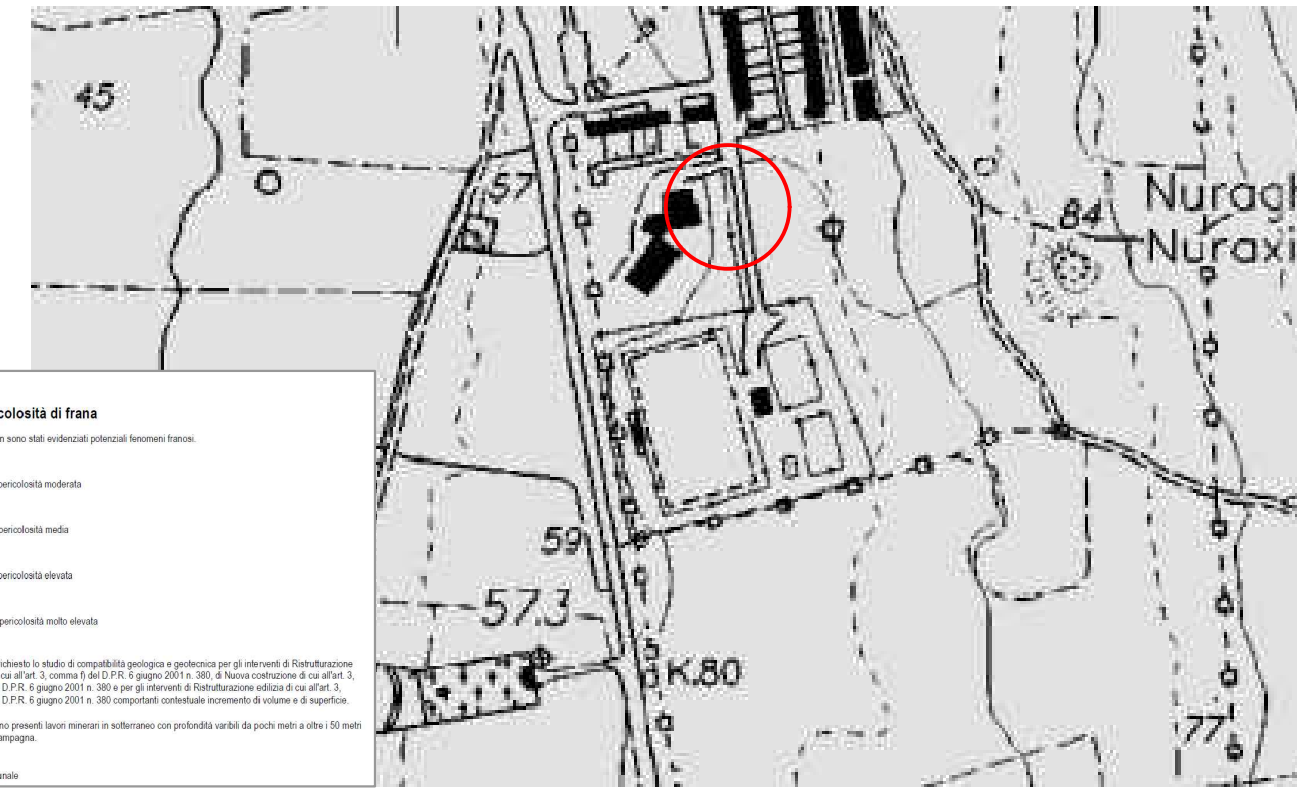 45
57
84
Nuragh
Nuraxi
59
57.3
K.80
77
colosità di frana
n sono stati evidenziati potenziali fenomeni franosi.
pericolosità moderata
pericolosità media
pericolosità elevata
pericolosità molto elevata
richiesto lo studio di compatibilità geologica e geotecnica per gli interventi di Ristrutturazione
cui all'art. 3, comma f) del D.P.R. 6 giugno 2001 n. 380, di Nuova costruzione di cui all'art. 3,
D.P.R. 6 giugno 2001 n. 380 e per gli interventi di Ristrutturazione edilizia di cui all'art. 3,
D.P.R. 6 giugno 2001 n. 380 comportanti contestuale incremento di volume e di superficie.
no presenti lavori minerari in sotterraneo con profondità varibili da pochi metri a oltre i 50 metri
ampagna.
unale